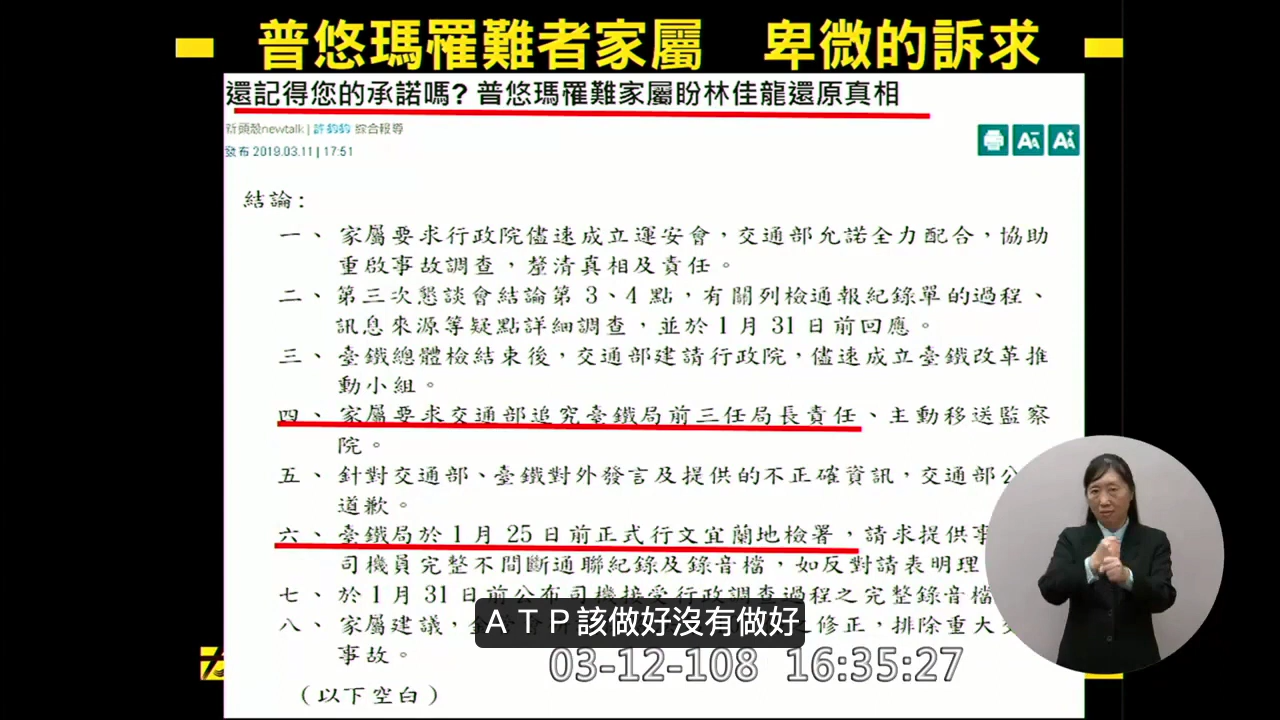 普悠瑪罹難者家屬 卑微的訴求
還記得您的承諾嗎? 普悠瑪罹難家屬盼林佳龍還原真相
新頭殼newtalk | 許豹豹 綜合報導
發布 2019.03.11 | 17:51
結論：
一、家屬要求行政院儘速成立運安會，交通部允諾全力配合，協助
重啟事故調查，釐清真相及責任。
二、第三次懇談會結論第 3、4 點，有關列檢通報紀錄單的過程、
訊息來源等疑點詳細調查，並於 1 月 31 日前回應。
三、臺鐵總體檢結束後，交通部建請行政院，儘速成立臺鐵改革推
動小組。
四、家屬要求交通部追究臺鐵局前三任局長責任、主動移送監察
院。
五、針對交通部、臺鐵對外發言及提供的不正確資訊，交通部公
道歉。
六、臺鐵局於 1 月 25 日前正式行文宜蘭地檢署，請求提供事
司機員完整不間斷通聯紀錄及錄音檔，如反對請表明理
七、於 1 月 31 日前公布司機接受行政調查過程之完整錄音檔
八、家屬建議，之修正，排除重大交
事故。
（以下空白）
ATP該做好沒有做好
03-12-108 16:35:27